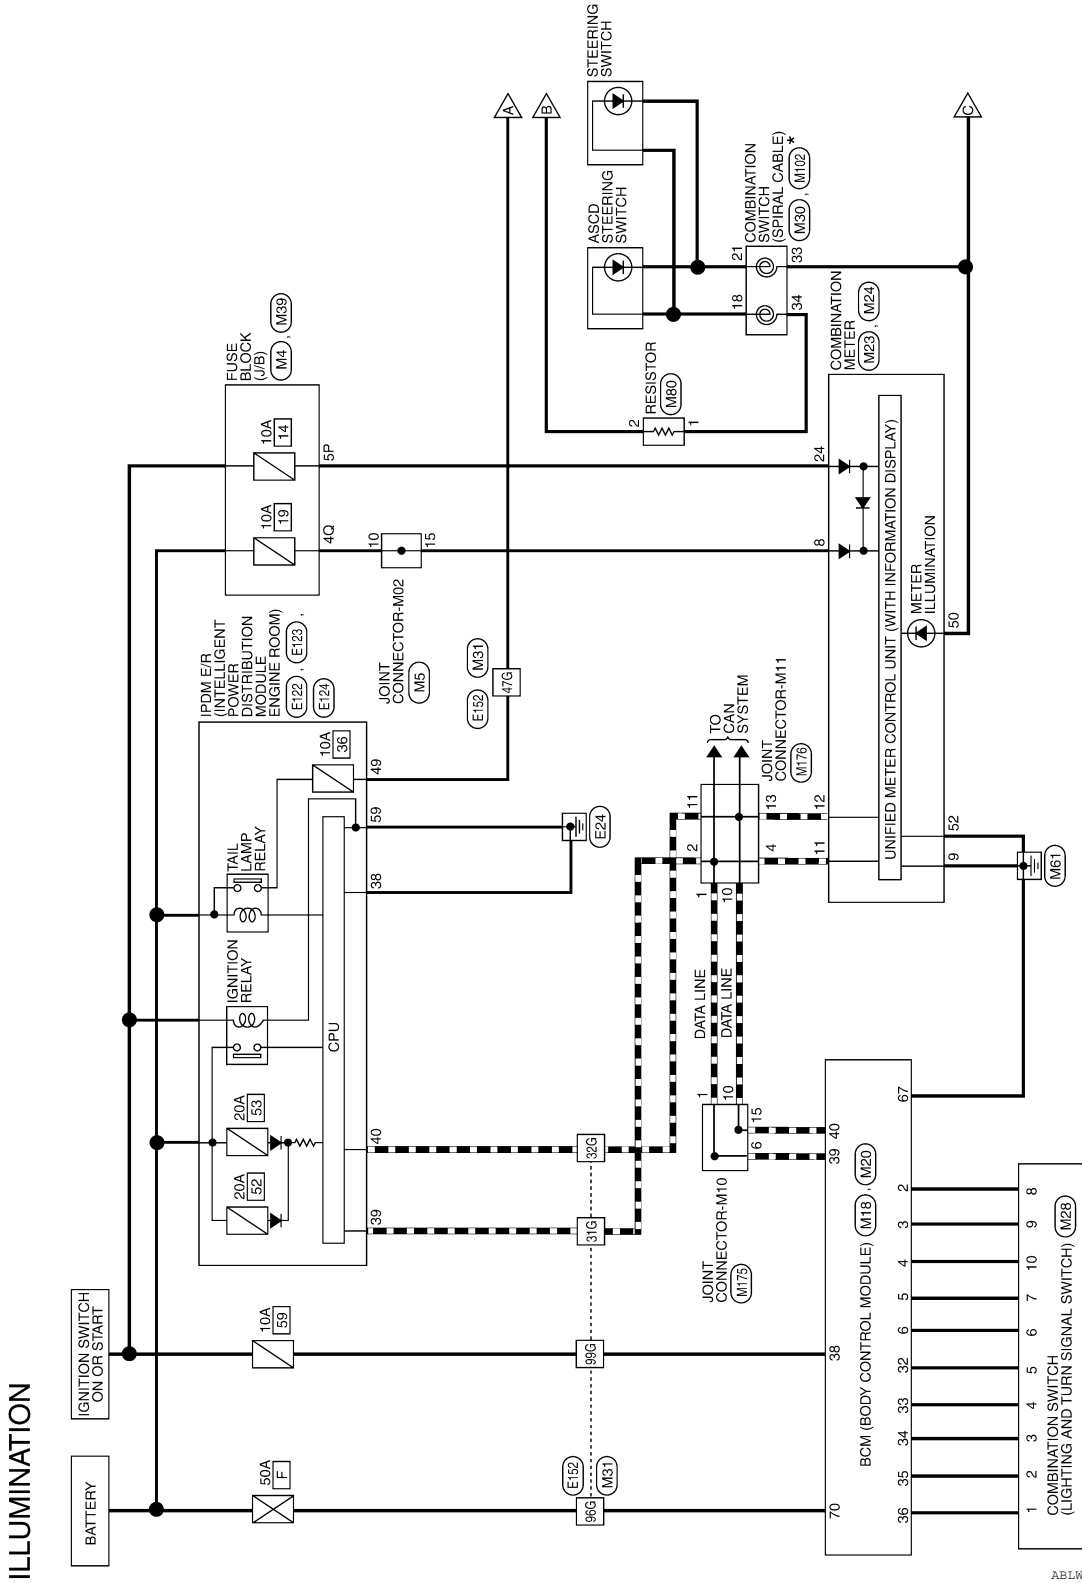 ILLUMINATION
BATTERY
IGNITION SWITCH
ON OR START
50A
F
10A
59
E152
M31
96G
99G
31G
32G
IPDM E/R
(INTELLIGENT
POWER
DISTRIBUTION
MODULE
ENGINE ROOM)
E122 , E123 ,
E124
20A
52
20A
53
IGNITION
RELAY
TAIL
LAMP
RELAY
10A
36
CPU
39
40
38
59
49
E24
FUSE
BLOCK
(J/B)
M4 , M39
10A
19
10A
14
4Q
5P
JOINT
CONNECTOR-M02
M5
10
15
E152
M31
47G
A
B
C
STEERING
SWITCH
ASCD
STEERING
SWITCH
COMBINATION
SWITCH
(SPIRAL CABLE)
M30 , M102 *
18
21
34
33
RESISTOR
M80
2
1
COMBINATION
METER
M23 , M24
8
24
UNIFIED METER CONTROL UNIT (WITH INFORMATION DISPLAY)
METER
ILLUMINATION
11
12
9
52
50
M61
TO
CAN
SYSTEM
JOINT
CONNECTOR-M11
M176
2
11
4
13
1
10
DATA LINE
DATA LINE
1
10
6
15
JOINT
CONNECTOR-M10
M175
70
38
39
40
BCM (BODY CONTROL MODULE) M18 , M20
36
35
34
33
32
6
5
4
3
2
67
1
2
3
4
5
6
7
10
9
8
COMBINATION SWITCH
(LIGHTING AND TURN SIGNAL SWITCH) M28
ABLW